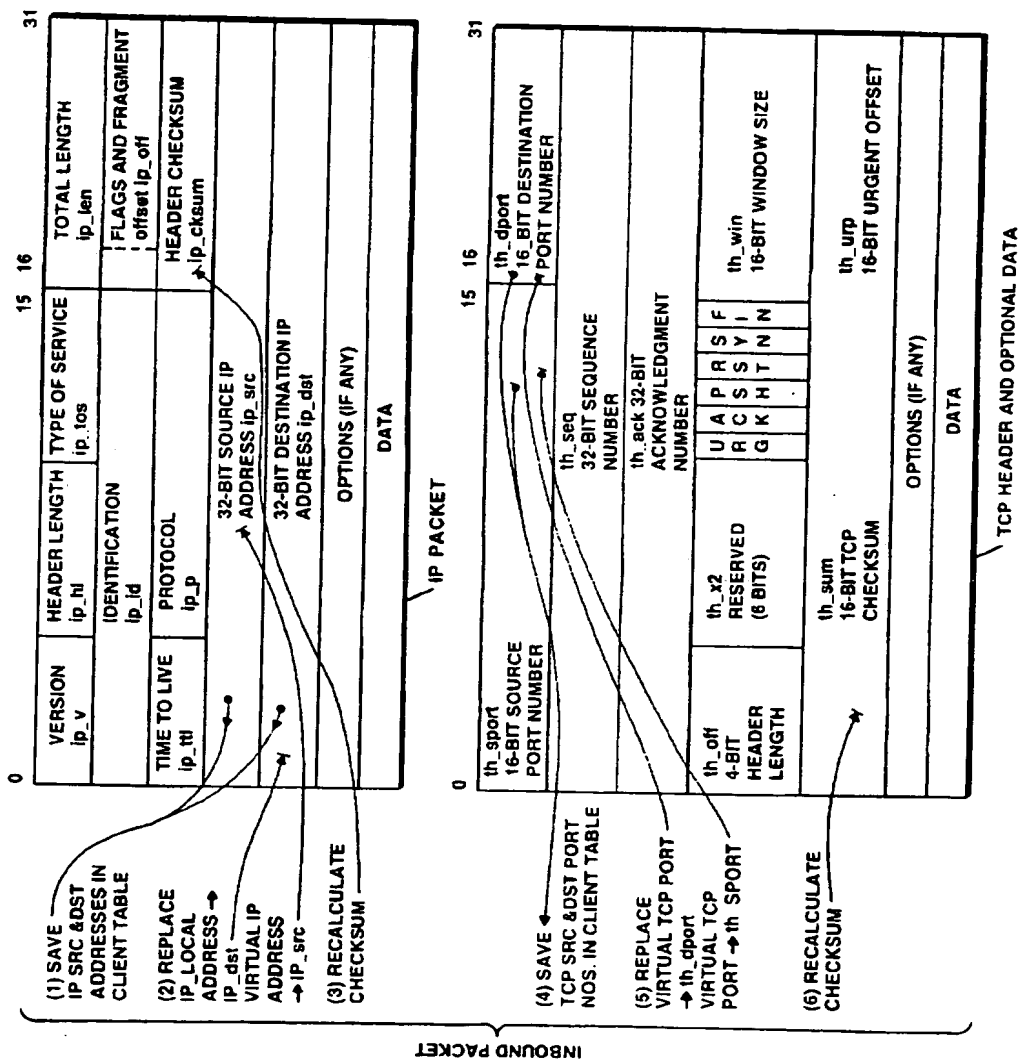 INBOUND PACKET
(1) SAVE
IP SRC &DST
ADDRESSES IN
CLIENT TABLE
(2) REPLACE
IP_LOCAL
ADDRESS →
IP_dst
VIRTUAL IP
ADDRESS
→ IP_src
(3) RECALCULATE
CHECKSUM
0
15
16
31
VERSION
ip_v
HEADER LENGTH
ip_hl
TYPE OF SERVICE
ip_tos
TOTAL LENGTH
ip_len
IDENTIFICATION
ip_id
FLAGS AND FRAGMENT
offset ip_off
TIME TO LIVE
ip_ttl
PROTOCOL
ip_p
HEADER CHECKSUM
ip_cksum
32-BIT SOURCE IP
ADDRESS ip_src
32-BIT DESTINATION IP
ADDRESS ip_dst
OPTIONS (IF ANY)
DATA
IP PACKET
(4) SAVE
TCP SRC &DST PORT
NOS. IN CLIENT TABLE
(5) REPLACE
VIRTUAL TCP PORT
→ th_dport
VIRTUAL TCP
PORT → th SPORT
(6) RECALCULATE
CHECKSUM
0
15
16
31
th_sport
16-BIT SOURCE
PORT NUMBER
th_dport
16_BIT DESTINATION
PORT NUMBER
th_seq
32-BIT SEQUENCE
NUMBER
th_ack 32-BIT
ACKNOWLEDGMENT
NUMBER
th_off
4-BIT
HEADER
LENGTH
th_x2
RESERVED
(6 BITS)
U A P R S F
R C S S Y I
G K H T N N
th_win
16-BIT WINDOW SIZE
th_sum
16-BIT TCP
CHECKSUM
th_urp
16-BIT URGENT OFFSET
OPTIONS (IF ANY)
DATA
TCP HEADER AND OPTIONAL DATA